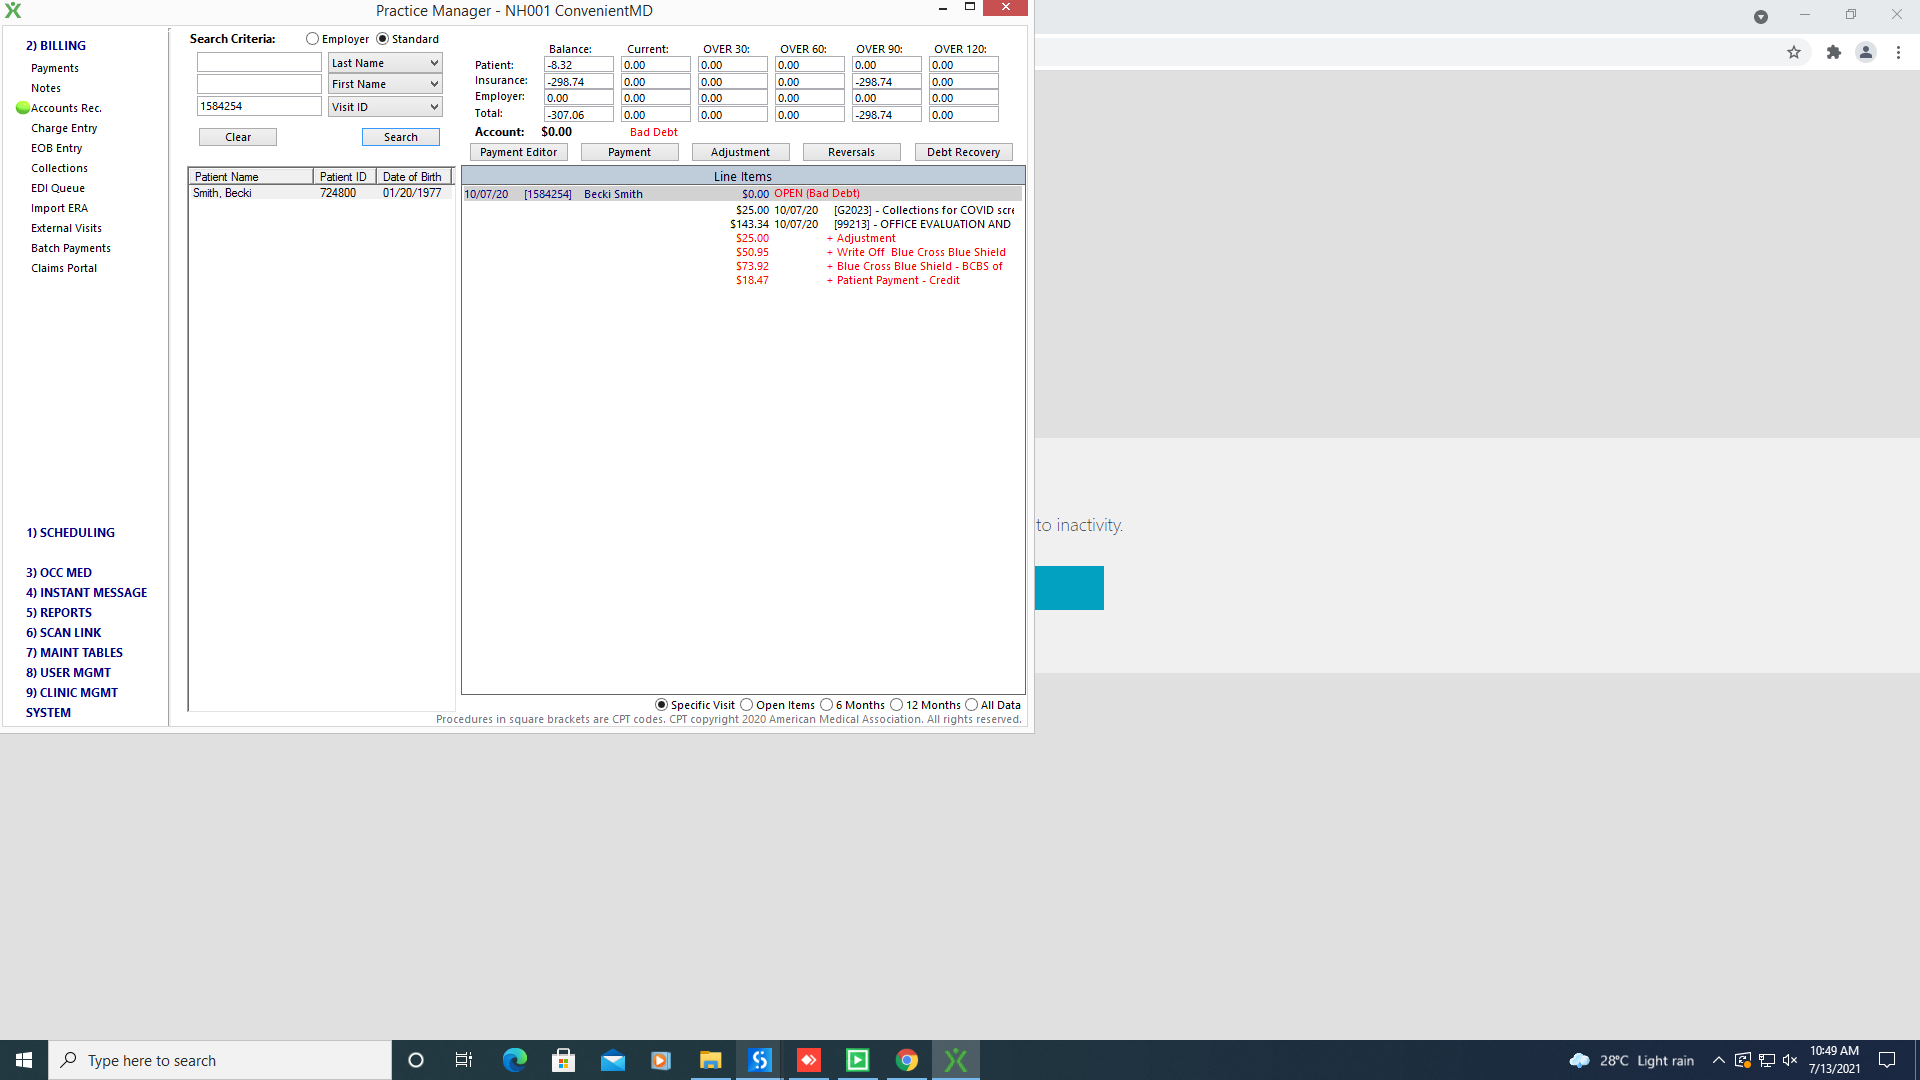 Practice Manager - NH001 ConvenientMD
2) BILLING
Payments
Notes
Accounts Rec.
Charge Entry
EOB Entry
Collections
EDI Queue
Import ERA
External Visits
Batch Payments
Claims Portal
1) SCHEDULING
3) OCC MED
4) INSTANT MESSAGE
5) REPORTS
6) SCAN LINK
7) MAINT TABLES
8) USER MGMT
9) CLINIC MGMT
SYSTEM
Search Criteria: Employer Standard
Last Name
First Name
1584254 Visit ID
Clear Search
Patient Name Patient ID Date of Birth
Smith, Becki 724800 01/20/1977
Balance: Current: OVER 30: OVER 60: OVER 90: OVER 120:
Patient: -8.32 0.00 0.00 0.00 0.00 0.00
Insurance: -298.74 0.00 0.00 0.00 -298.74 0.00
Employer: 0.00 0.00 0.00 0.00 0.00 0.00
Total: -307.06 0.00 0.00 0.00 -298.74 0.00
Account: $0.00 Bad Debt
Payment Editor Payment Adjustment Reversals Debt Recovery
Line Items
10/07/20 [1584254] Becki Smith $0.00 OPEN (Bad Debt)
$25.00 10/07/20 [G2023] - Collections for COVID scre
$143.34 10/07/20 [99213] - OFFICE EVALUATION AND
$25.00 + Adjustment
$50.95 + Write Off Blue Cross Blue Shield
$73.92 + Blue Cross Blue Shield - BCBS of
$18.47 + Patient Payment - Credit
Specific Visit Open Items 6 Months 12 Months All Data
Procedures in square brackets are CPT codes. CPT copyright 2020 American Medical Association. All rights reserved.
to inactivity.
Type here to search
28°C Light rain
10:49 AM
7/13/2021